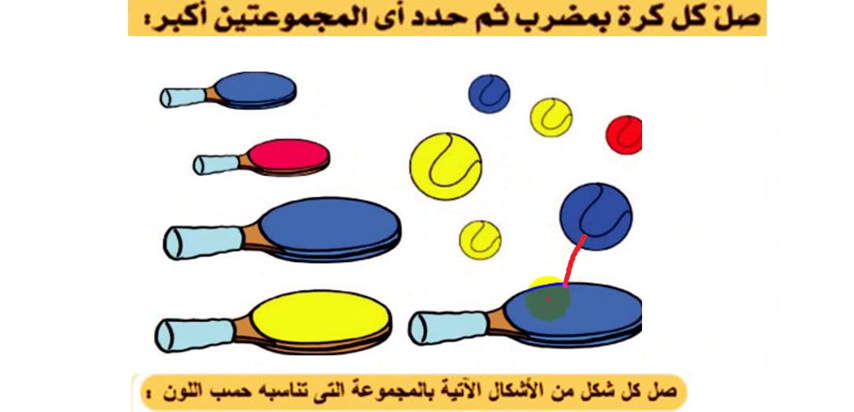 صلْ كل كرة بمضرب ثم حدد أى المجموعتين أكبر:
صل كل شكل من الأشكال الآتية بالمجموعة التى تناسبه حسب اللون :